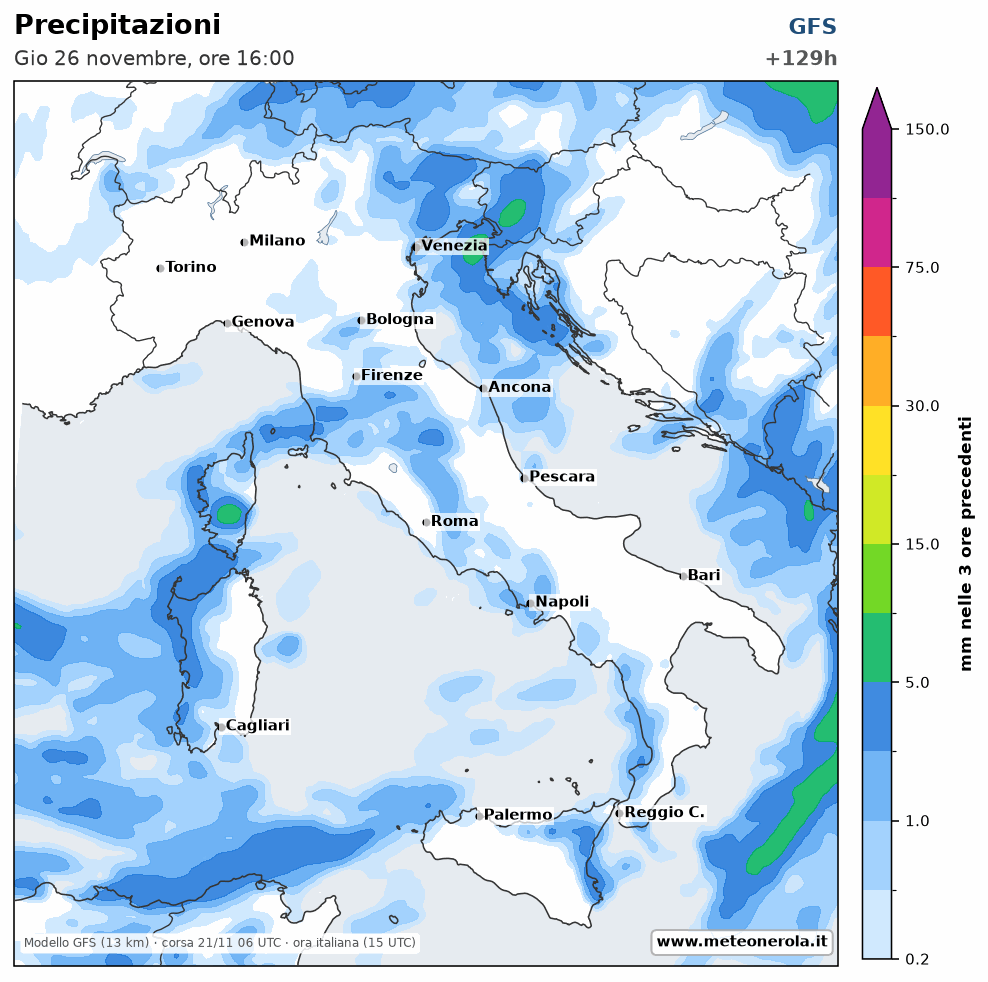 Precipitazioni
GFS
Gio 26 novembre, ore 16:00
+129h
150.0
75.0
30.0
15.0
5.0
1.0
0.2
mm nelle 3 ore precedenti
Milano
Venezia
Torino
Genova
Bologna
Firenze
Ancona
Pescara
Roma
Bari
Napoli
Cagliari
Palermo
Reggio C.
Modello GFS (13 km) · corsa 21/11 06 UTC · ora italiana (15 UTC)
www.meteonerola.it